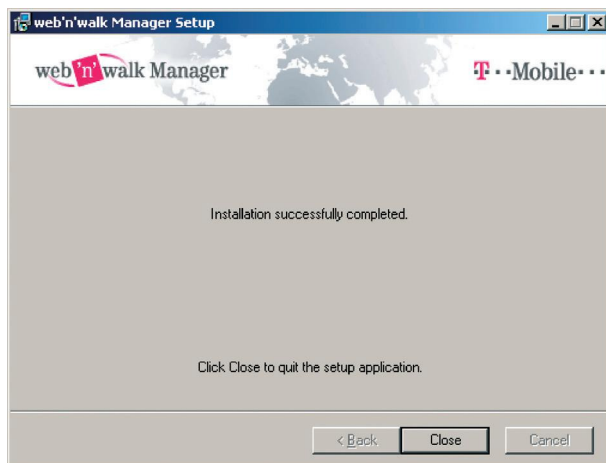 web'n'walk Manager Setup
web'n'walk Manager
T··Mobile···
Installation successfully completed.
Click Close to quit the setup application.
< Back
Close
Cancel